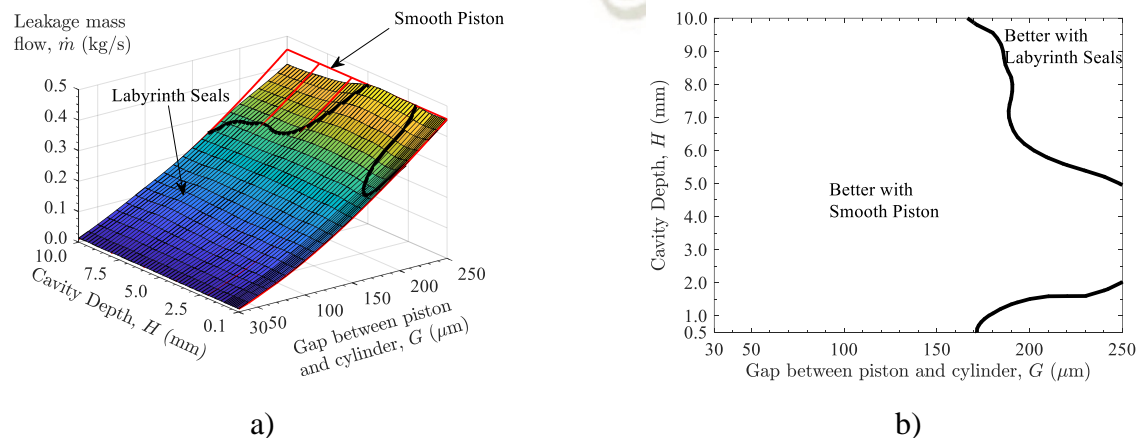 Leakage mass
flow, ṁ (kg/s)
Smooth Piston
Labyrinth Seals
0.5
0.4
0.3
0.2
0.1
0.0
10.0
7.5
5.0
2.5
0.1
Cavity Depth, H (mm)
30
50
100
150
200
250
Gap between piston
and cylinder, G (μm)
a)
10.0
9.0
8.0
7.0
6.0
5.0
4.0
3.0
2.0
1.0
0.5
Cavity Depth, H (mm)
Better with
Labyrinth Seals
Better with
Smooth Piston
30
50
100
150
200
250
Gap between piston and cylinder, G (μm)
b)